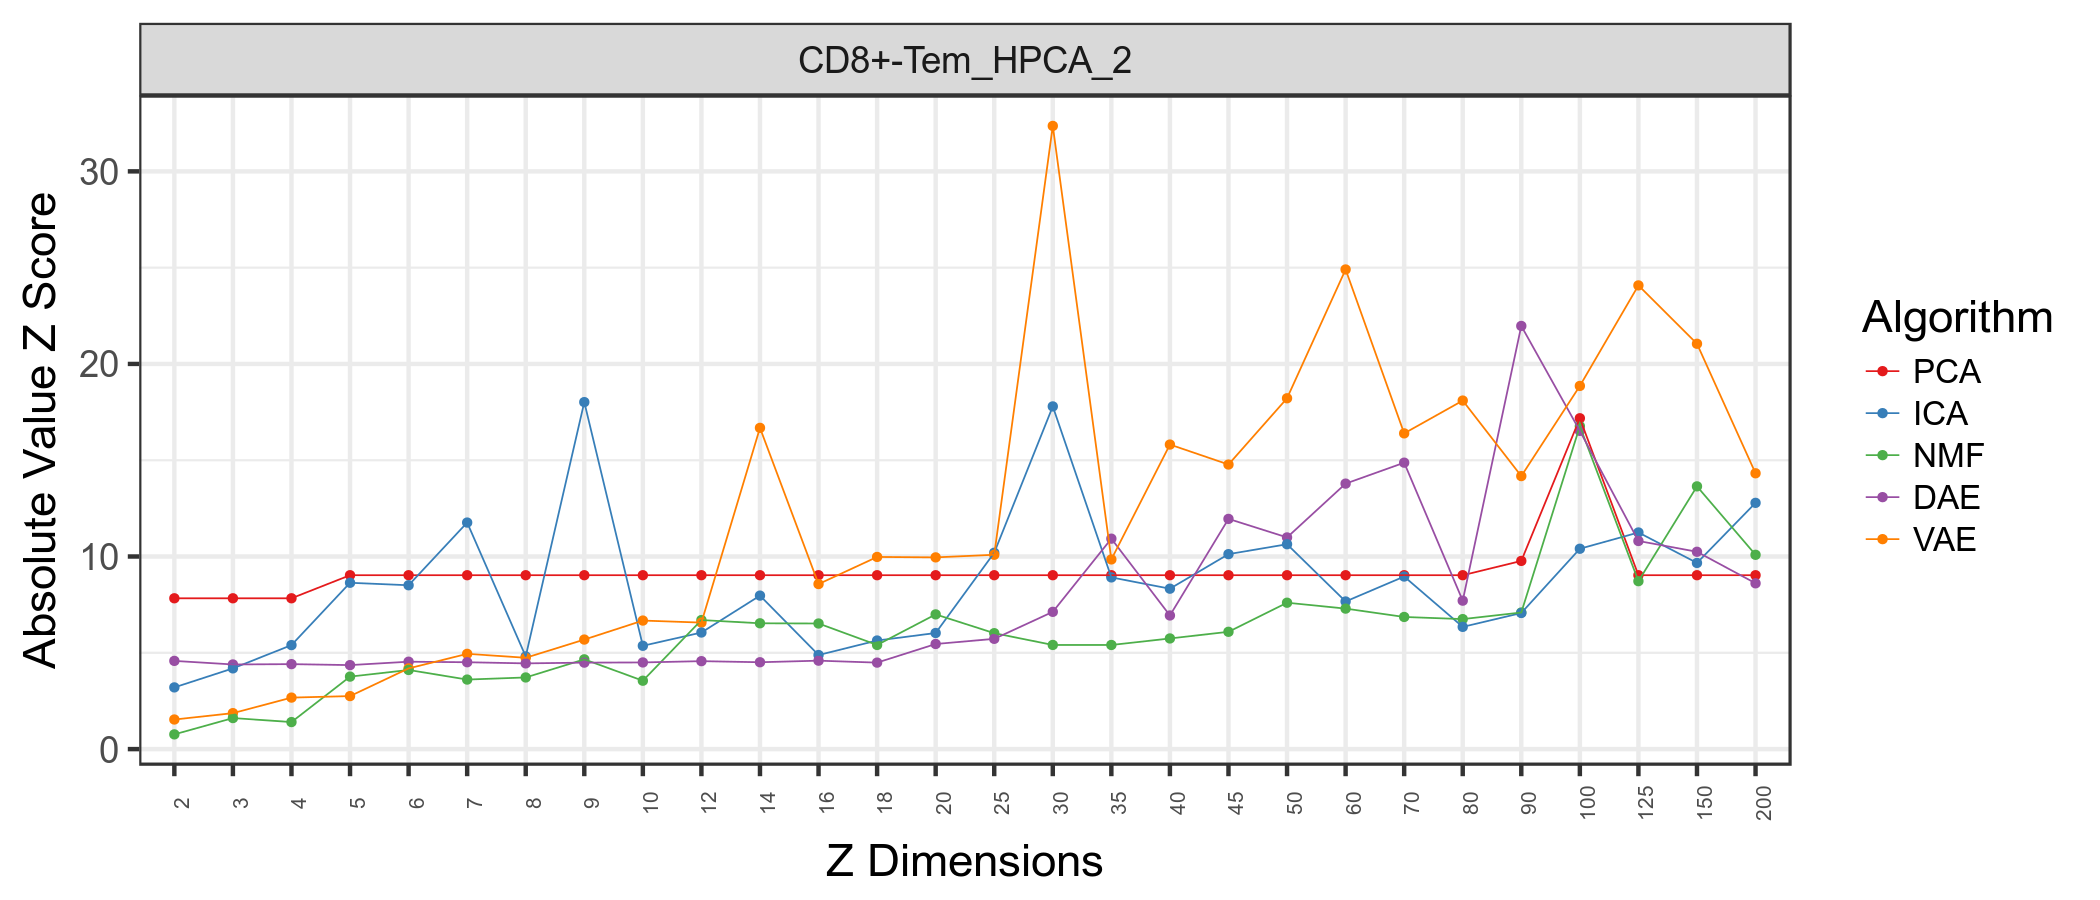 CD8+-Tem_HPCA_2
Absolute Value Z Score
30
20
10
0
2 3 4 5 6 7 8 9 10 12 14 16 18 20 25 30 35 40 45 50 60 70 80 90 100 125 150 200
Z Dimensions
Algorithm
PCA
ICA
NMF
DAE
VAE